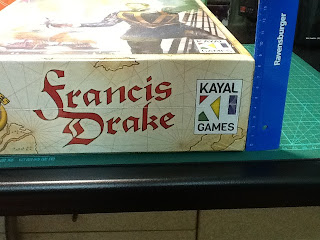 Francis
Drake
KAYAL
GAMES
Ravensburger